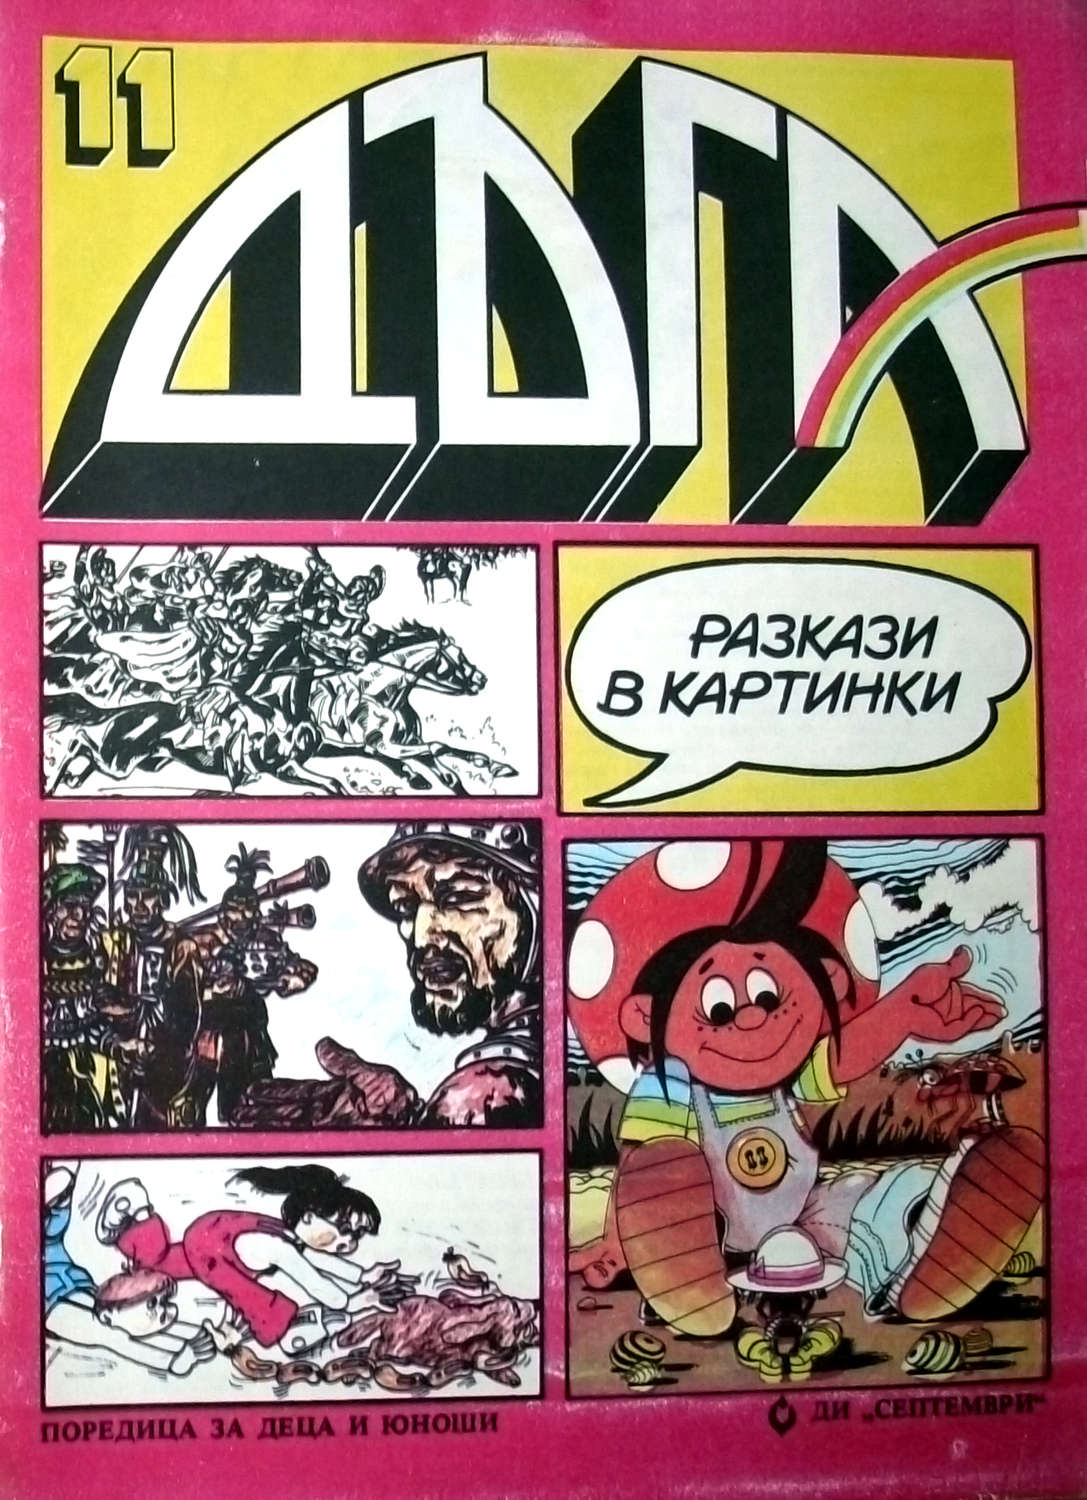 11
ДЪГА
РАЗКАЗИ
В КАРТИНКИ
ПОРЕДИЦА ЗА ДЕЦА И ЮНОШИ
ДИ „СЕПТЕМВРИ“